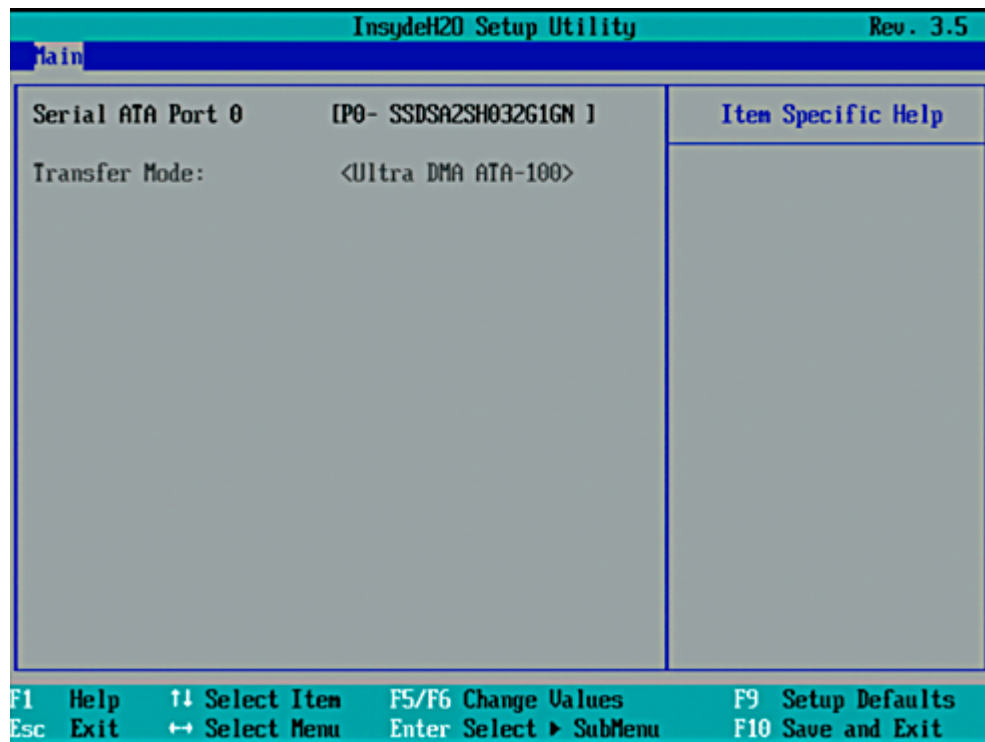 InsydeH2O Setup Utility Rev. 3.5
Main
Serial ATA Port 0 [P0- SSDSA2SH032G1GN ] Item Specific Help
Transfer Mode: <Ultra DMA ATA-100>
F1 Help ↑↓ Select Item F5/F6 Change Values F9 Setup Defaults
Esc Exit ↔ Select Menu Enter Select ▶ SubMenu F10 Save and Exit